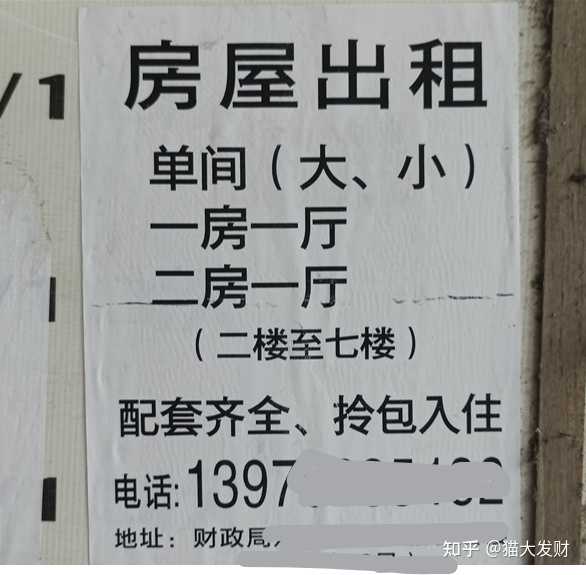 /1
房屋出租
单间（大、小）
一房一厅
二房一厅
（二楼至七楼）
配套齐全、拎包入住
电话:1397
地址：财政局
知乎 @猫大发财